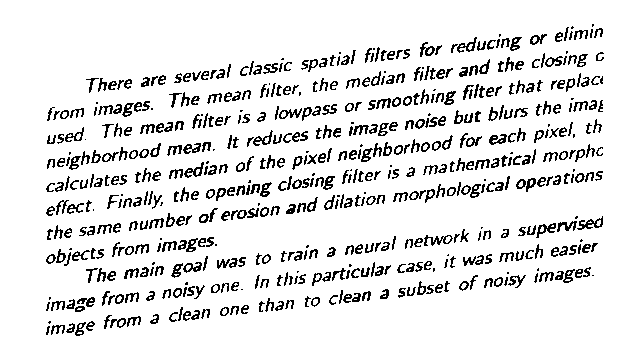 There are several classic spatial filters for reducing or elimin
from images. The mean filter, the median filter and the closing o
used. The mean filter is a lowpass or smoothing filter that replace
neighborhood mean. It reduces the image noise but blurs the imag
calculates the median of the pixel neighborhood for each pixel, th
effect. Finally, the opening closing filter is a mathematical morpho
the same number of erosion and dilation morphological operations
objects from images.
The main goal was to train a neural network in a supervised
image from a noisy one. In this particular case, it was much easier
image from a clean one than to clean a subset of noisy images.